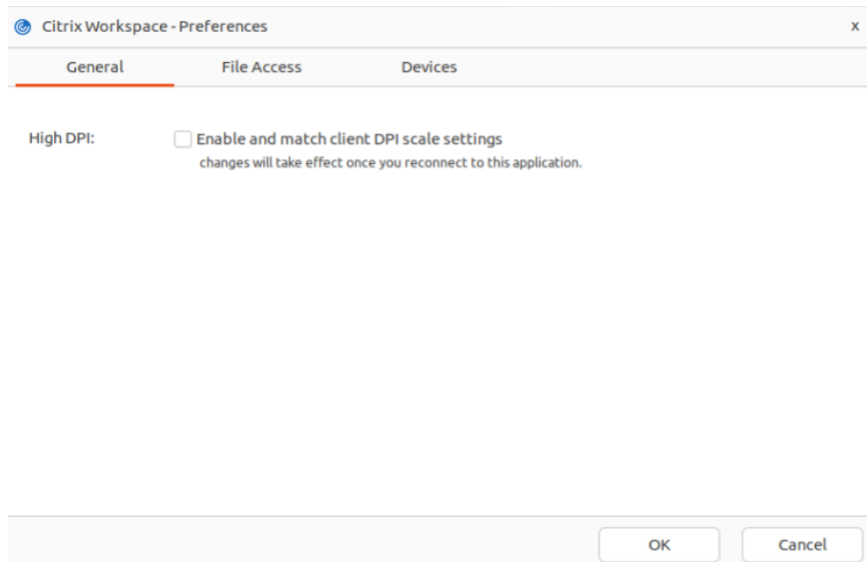 Citrix Workspace - Preferences x
General File Access Devices
High DPI: Enable and match client DPI scale settings
changes will take effect once you reconnect to this application.
OK Cancel